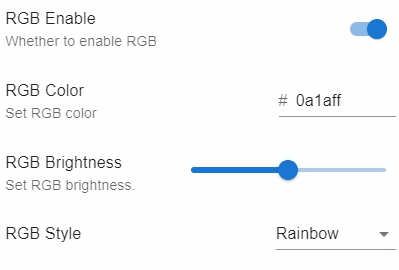 RGB Enable
Whether to enable RGB
RGB Color
Set RGB color
# 0a1aff
RGB Brightness
Set RGB brightness.
RGB Style
Rainbow